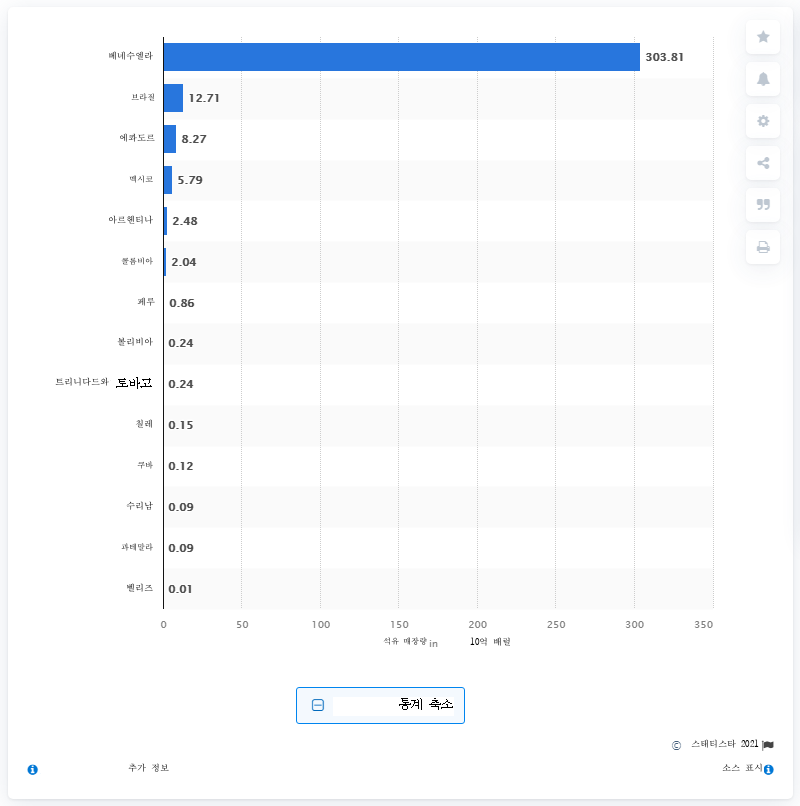 베네수엘라 303.81
브라질 12.71
에콰도르 8.27
멕시코 5.79
아르헨티나 2.48
콜롬비아 2.04
페루 0.86
볼리비아 0.24
트리니다드와 토바고 0.24
칠레 0.15
쿠바 0.12
수리남 0.09
과테말라 0.09
벨리즈 0.01
0 50 100 150 200 250 300 350
석유 매장량 in 10억 배럴
통계 축소
© 스태티스타 2021
추가 정보 소스 표시